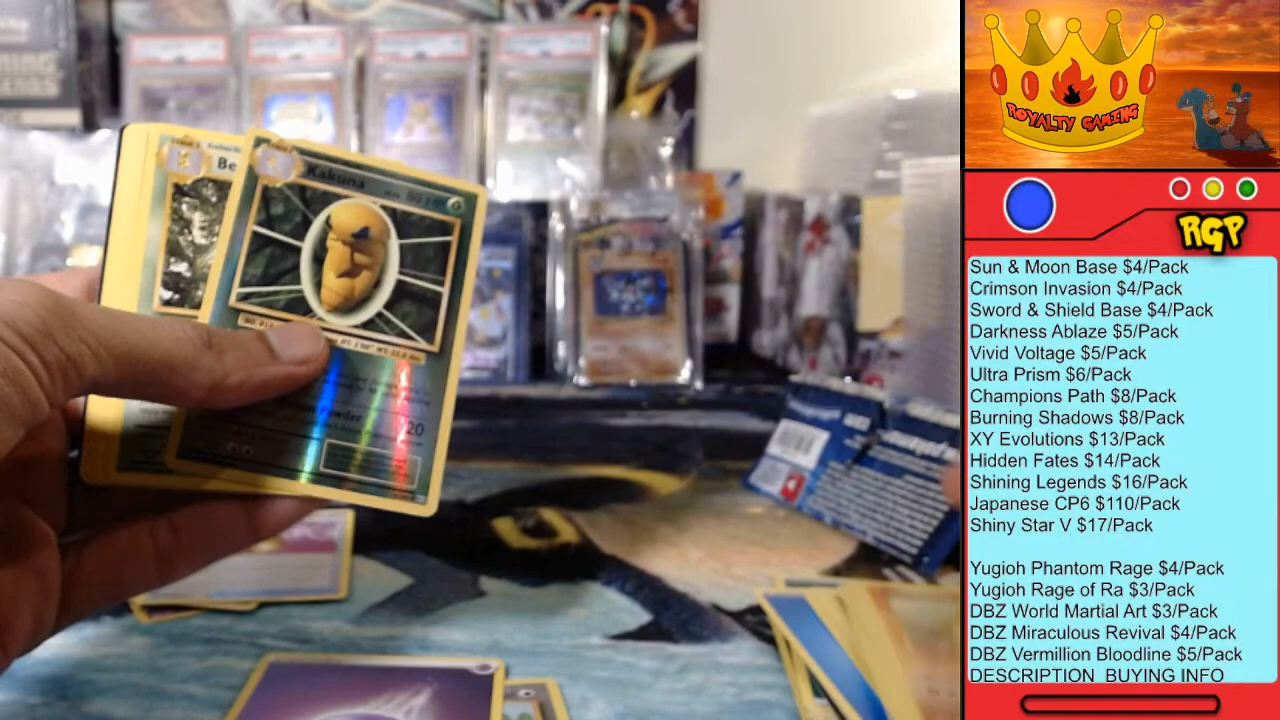 ROYALTY GAMING
RGP
Sun & Moon Base $4/Pack
Crimson Invasion $4/Pack
Sword & Shield Base $4/Pack
Darkness Ablaze $5/Pack
Vivid Voltage $5/Pack
Ultra Prism $6/Pack
Champions Path $8/Pack
Burning Shadows $8/Pack
XY Evolutions $13/Pack
Hidden Fates $14/Pack
Shining Legends $16/Pack
Japanese CP6 $110/Pack
Shiny Star V $17/Pack
Yugioh Phantom Rage $4/Pack
Yugioh Rage of Ra $3/Pack
DBZ World Martial Art $3/Pack
DBZ Miraculous Revival $4/Pack
DBZ Vermillion Bloodline $5/Pack
DESCRIPTION BUYING INFO
Be
Kakuna
Powder
20